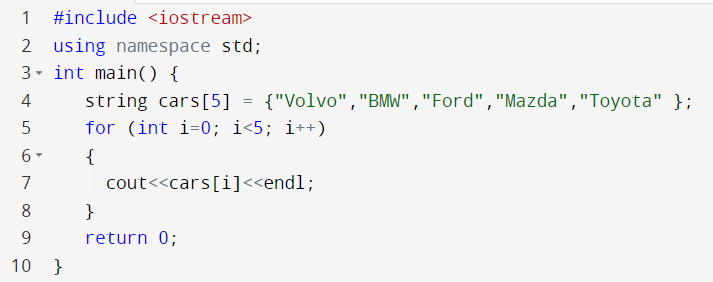 1 #include <iostream>
2 using namespace std;
3 int main() {
4 string cars[5] = {"Volvo","BMW","Ford","Mazda","Toyota" };
5 for (int i=0; i<5; i++)
6 {
7 cout<<cars[i]<<endl;
8 }
9 return 0;
10 }